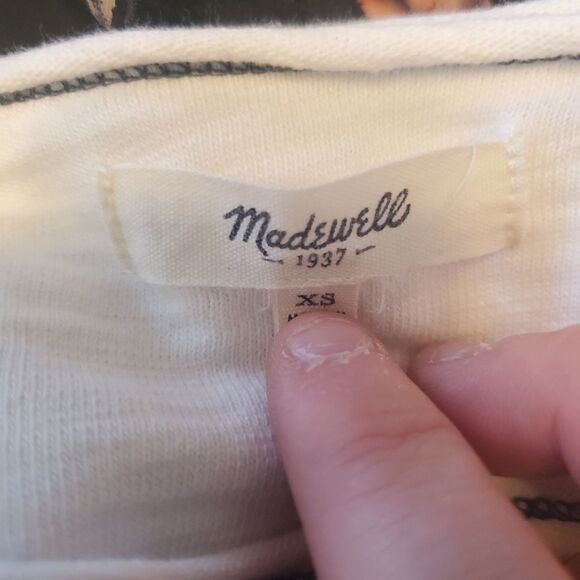 Madewell
— 1937 —
XS